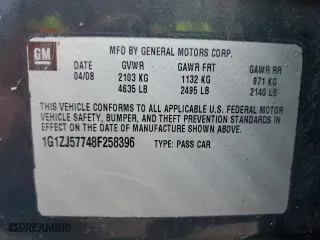 GM
MFD BY GENERAL MOTORS CORP.
DATE GVWR GAWR FRT GAWR RR
04/08 2103 KG 1132 KG 971 KG
4635 LB 2495 LB 2140 LB
THIS VEHICLE CONFORMS TO ALL APPLICABLE U.S. FEDERAL MOTOR
VEHICLE SAFETY, BUMPER, AND THEFT PREVENTION STANDARDS IN
EFFECT ON THE DATE OF MANUFACTURE SHOWN ABOVE.
1G1ZJ57748F258396 TYPE: PASS CAR